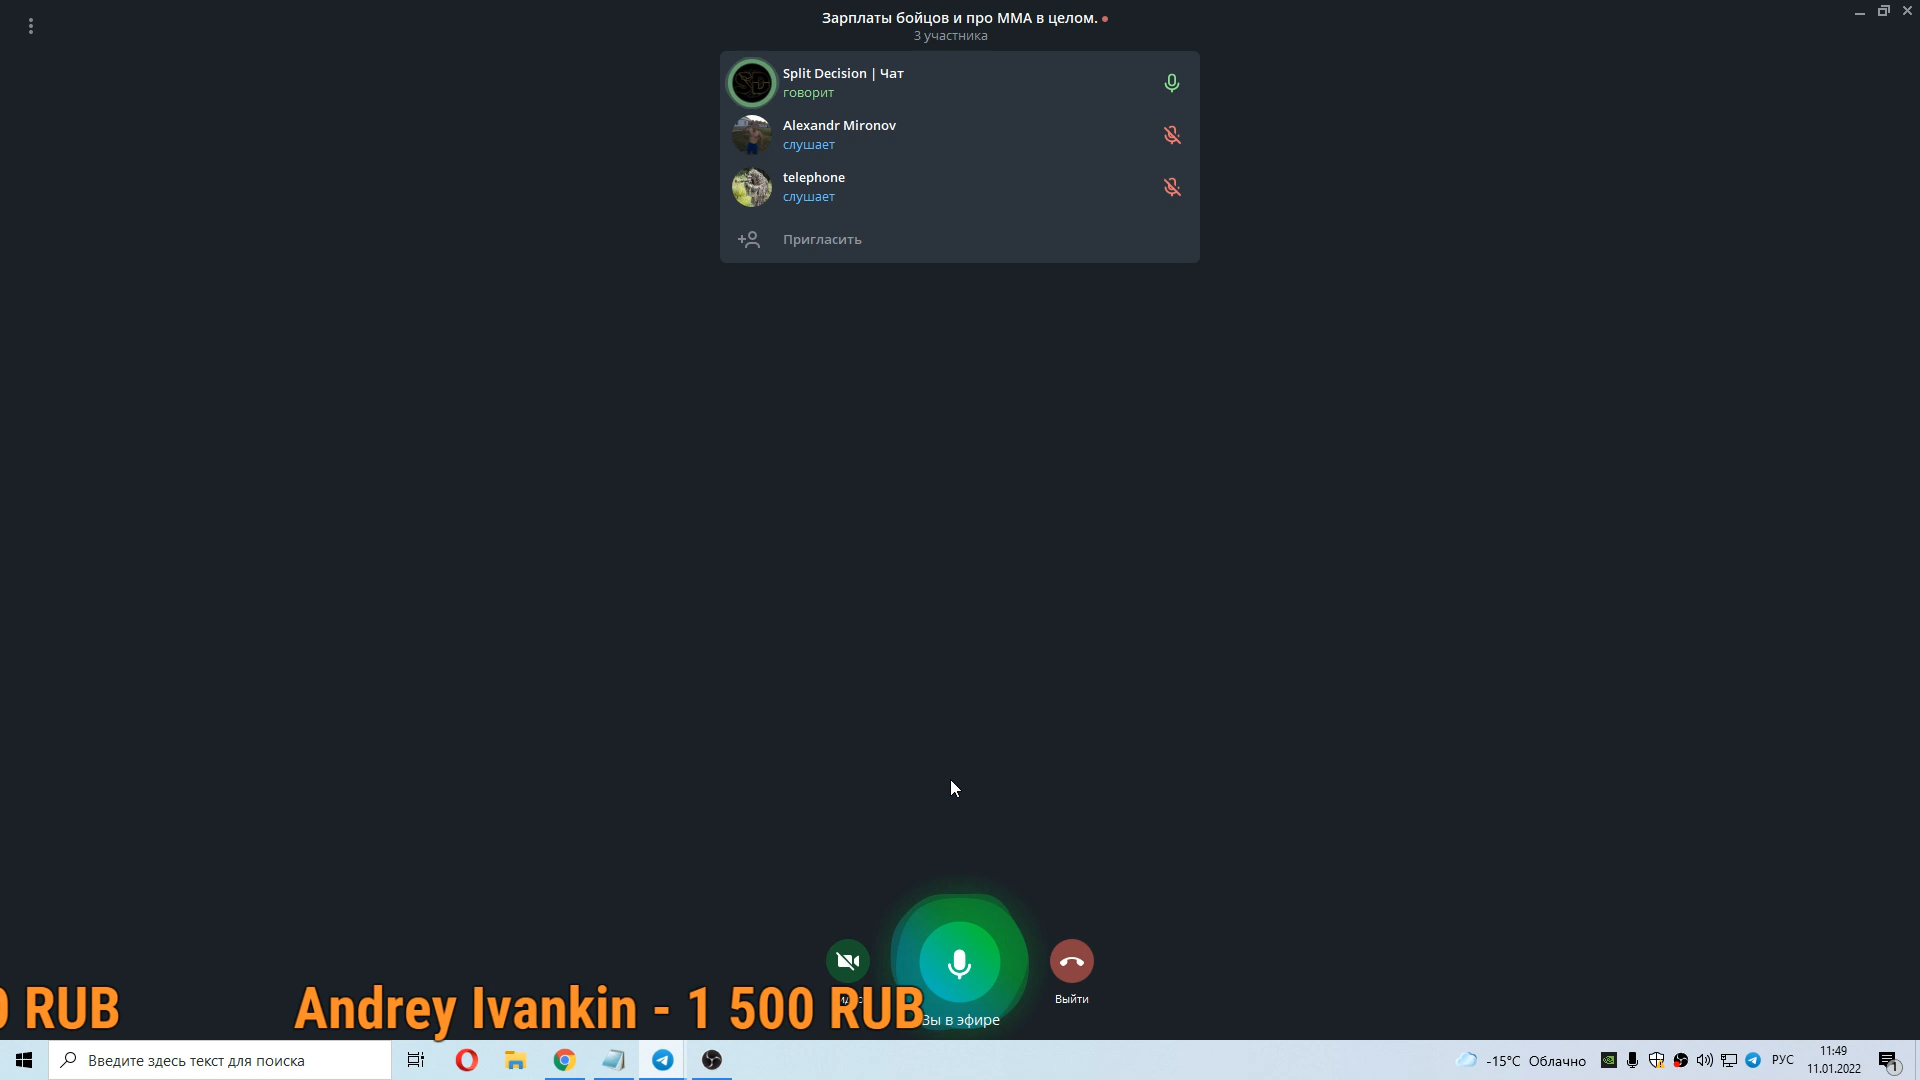 Зарплаты бойцов и про ММА в целом.
3 участника
Split Decision | Чат
говорит
Alexandr Mironov
слушает
telephone
слушает
Пригласить
Выйти
0 RUB Andrey Ivankin - 1 500 RUB
Вы в эфире
Введите здесь текст для поиска
-15°C Облачно
РУС
11:49
11.01.2022
1